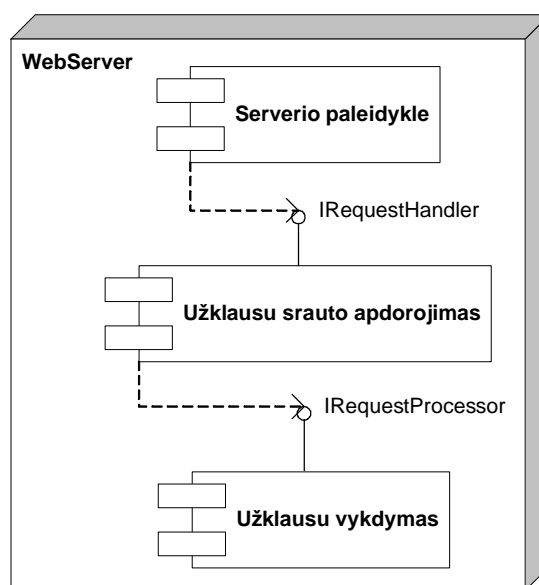 WebServer
Serverio paleidykle
IRequestHandler
Užklausu srauto apdorojimas
IRequestProcessor
Užklausu vykdymas